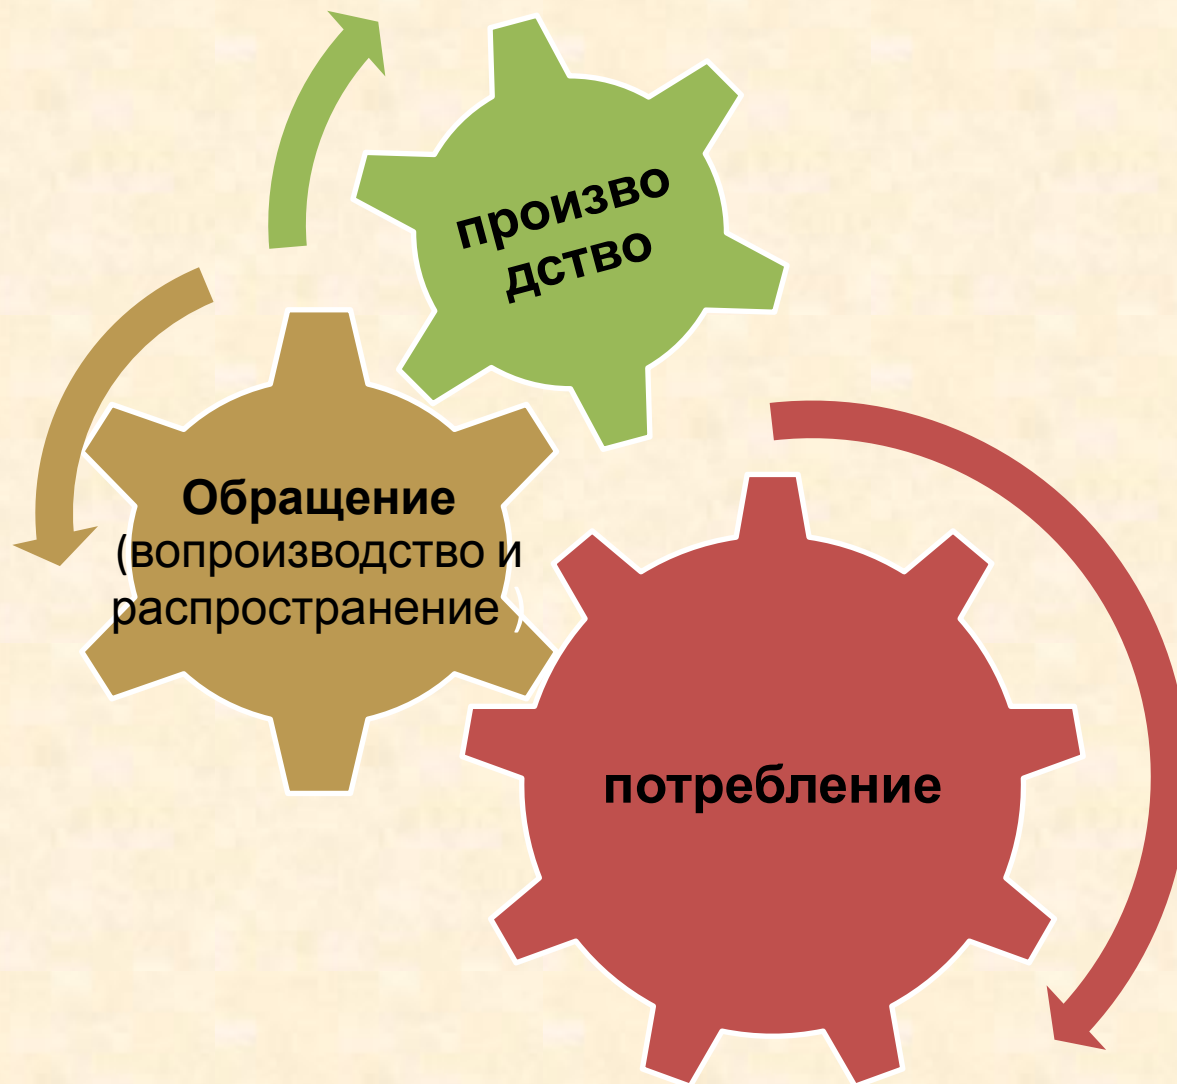 произво
дство
Обращение
(вопроизводство и
распространение )
потребление